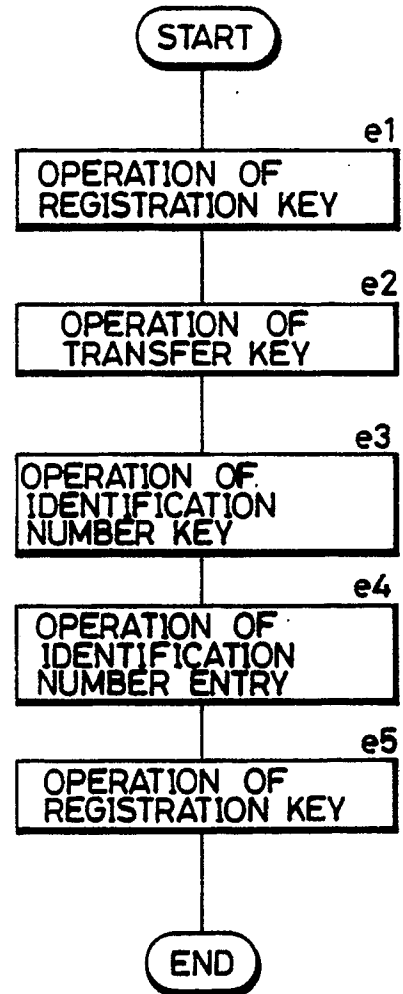 START
e1
OPERATION OF
REGISTRATION KEY
e2
OPERATION OF
TRANSFER KEY
e3
OPERATION OF
IDENTIFICATION
NUMBER KEY
e4
OPERATION OF
IDENTIFICATION
NUMBER ENTRY
e5
OPERATION OF
REGISTRATION KEY
END